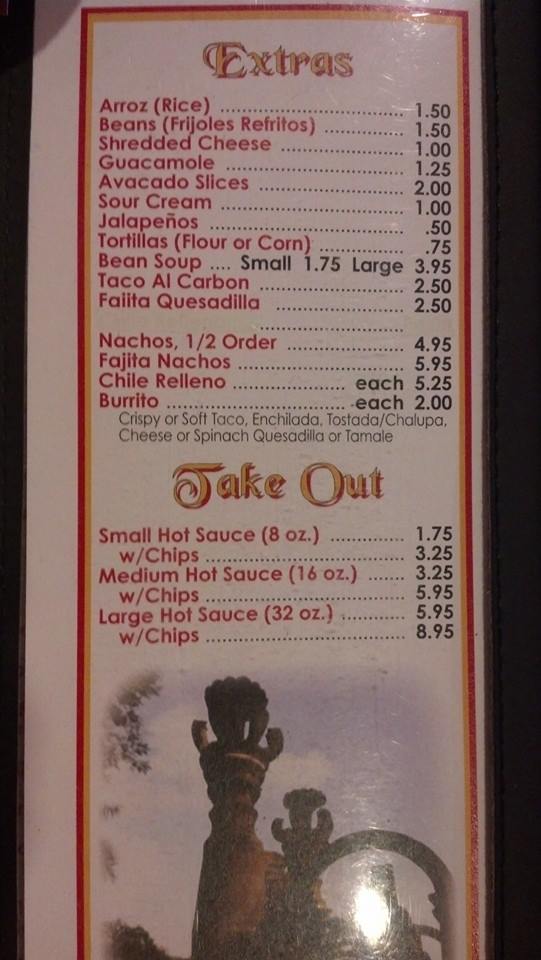 Extras
Arroz (Rice) ................................ 1.50
Beans (Frijoles Refritos) ............... 1.50
Shredded Cheese ...................... 1.00
Guacamole ................................ 1.25
Avacado Slices .......................... 2.00
Sour Cream ................................ 1.00
Jalapeños .................................. .50
Tortillas (Flour or Corn) ................ .75
Bean Soup .... Small 1.75 Large 3.95
Taco Al Carbon .......................... 2.50
Faiita Quesadilla ........................ 2.50
..........................
Nachos, 1/2 Order ..................... 4.95
Fajita Nachos ............................. 5.95
Chile Relleno .................... each 5.25
Burrito ................................ each 2.00
Crispy or Soft Taco, Enchilada, Tostada/Chalupa,
Cheese or Spinach Quesadilla or Tamale
Take Out
Small Hot Sauce (8 oz.) ............. 1.75
w/Chips .................................... 3.25
Medium Hot Sauce (16 oz.) ....... 3.25
w/Chips .................................... 5.95
Large Hot Sauce (32 oz.) ........... 5.95
w/Chips .................................... 8.95